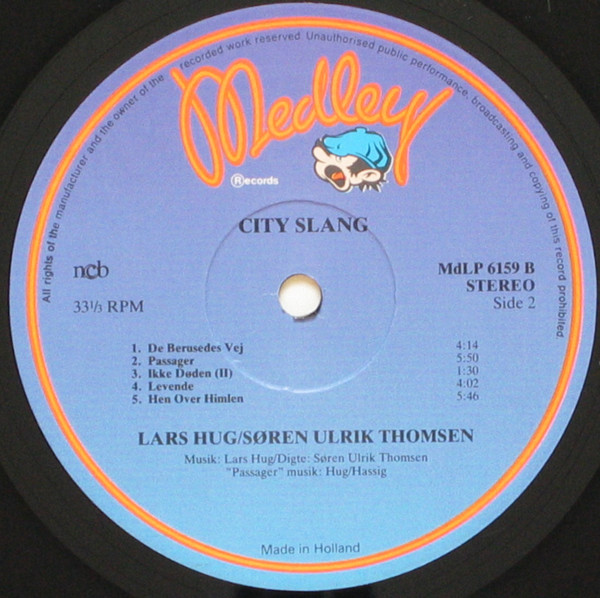 All rights of the manufacturer and the owner of the recorded work reserved. Unauthorised public performance, broadcasting and copying of this record prohibited
Medley
®ecords
CITY SLANG
ncb
MdLP 6159 B
STEREO
33 1/3 RPM
Side 2
1. De Berusedes Vej 4:14
2. Passager 5:50
3. Ikke Døden (II) 1:30
4. Levende 4:02
5. Hen Over Himlen 5:46
LARS HUG/SØREN ULRIK THOMSEN
Musik: Lars Hug/Digte: Søren Ulrik Thomsen
"Passager" musik: Hug/Hassig
Made in Holland